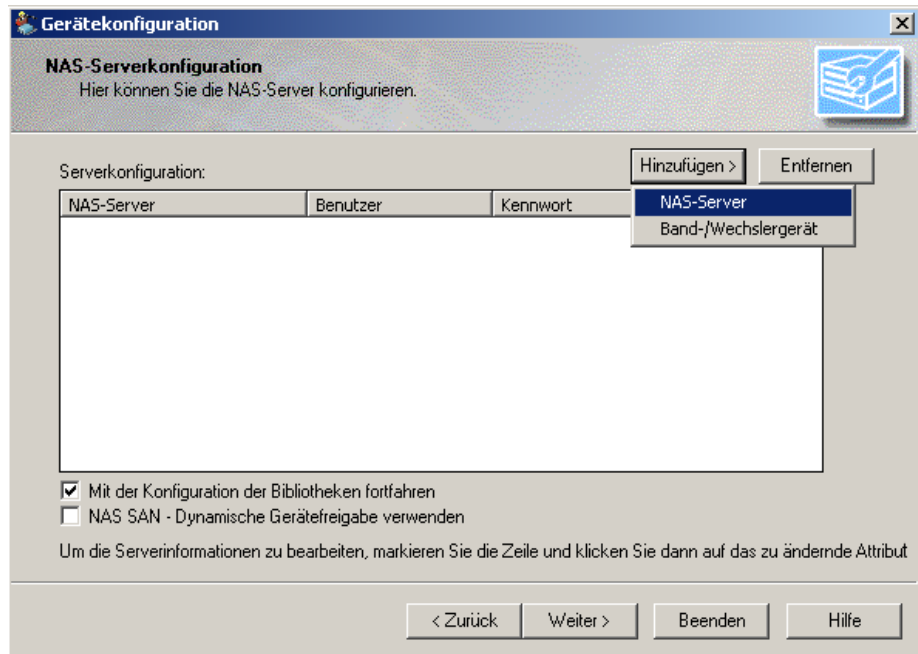 Gerätekonfiguration
NAS-Serverkonfiguration
Hier können Sie die NAS-Server konfigurieren.
Serverkonfiguration:
Hinzufügen > Entfernen
NAS-Server Benutzer Kennwort
NAS-Server
Band-/Wechslergerät
Mit der Konfiguration der Bibliotheken fortfahren
NAS SAN - Dynamische Gerätefreigabe verwenden
Um die Serverinformationen zu bearbeiten, markieren Sie die Zeile und klicken Sie dann auf das zu ändernde Attribut
< Zurück Weiter > Beenden Hilfe